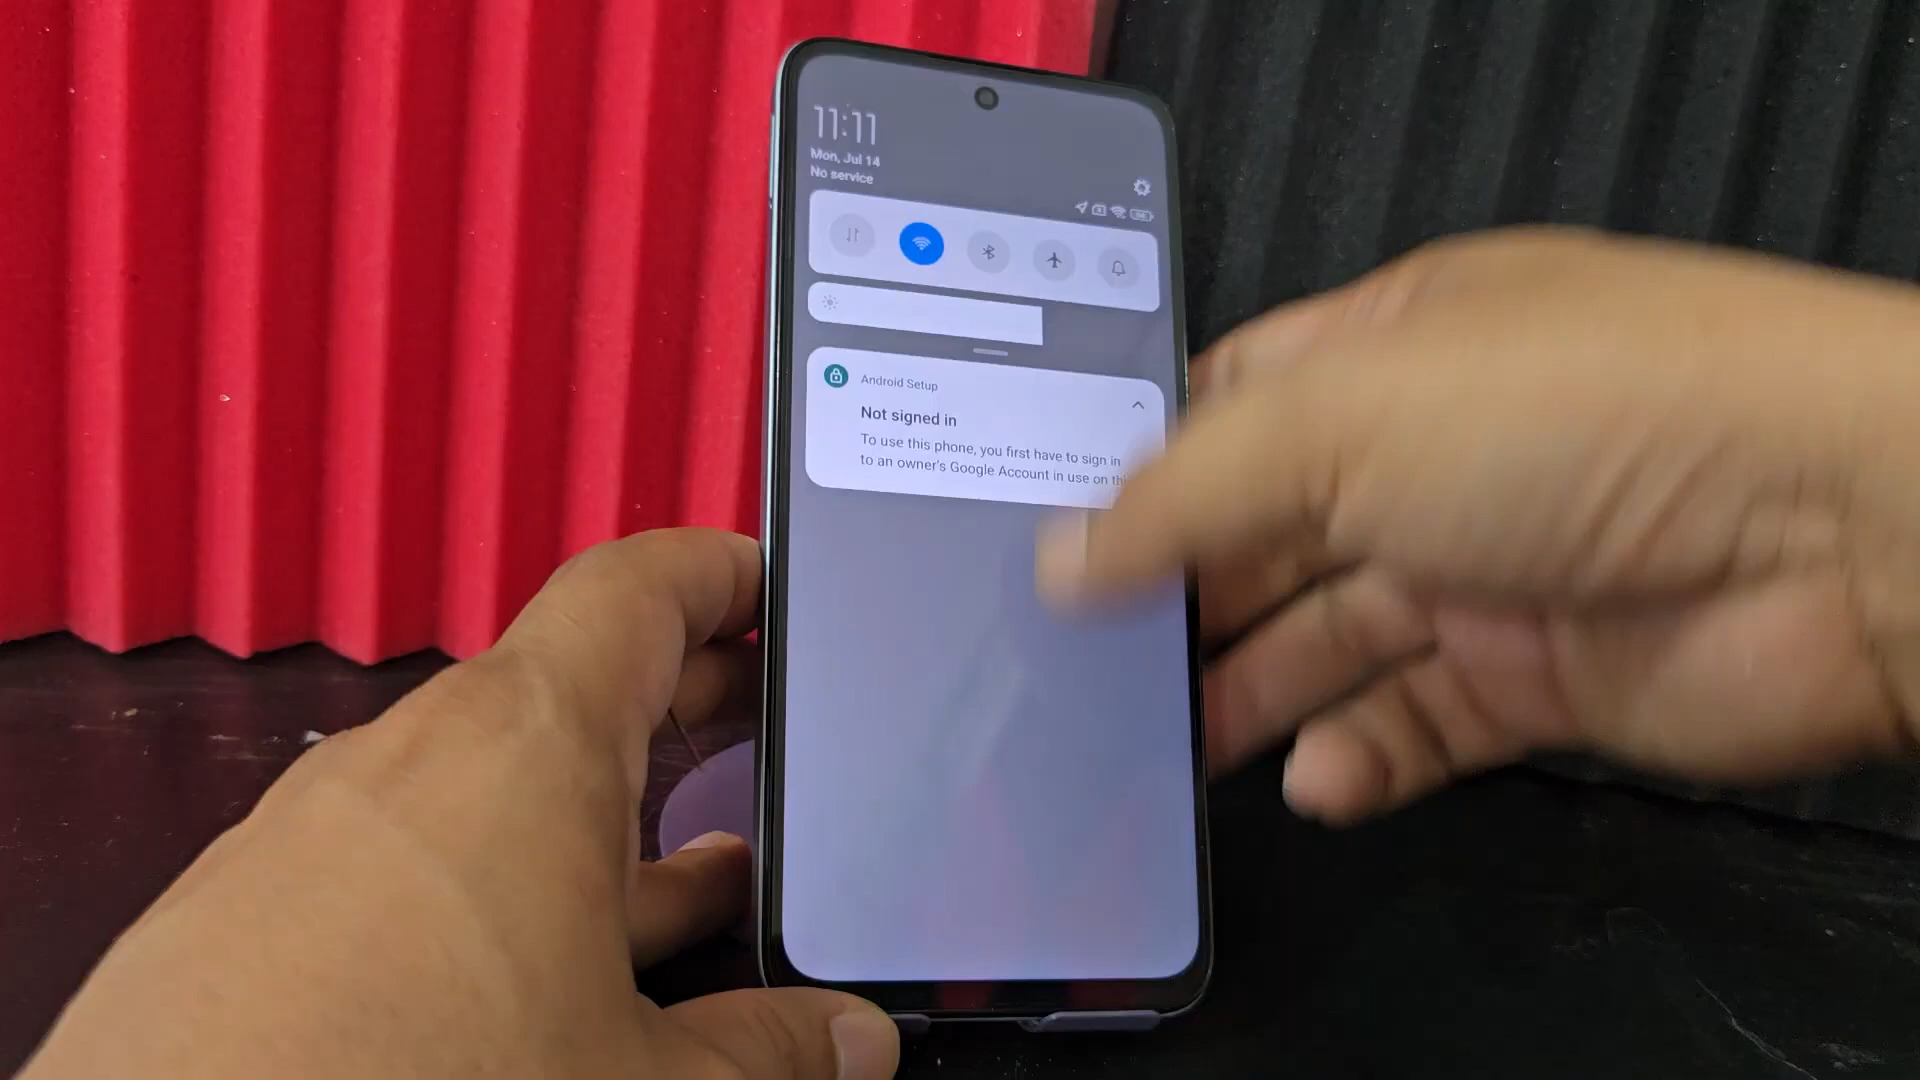 11:11
Mon, Jul 14
No service
Android Setup
Not signed in
To use this phone, you first have to sign in
to an owner's Google Account in use on